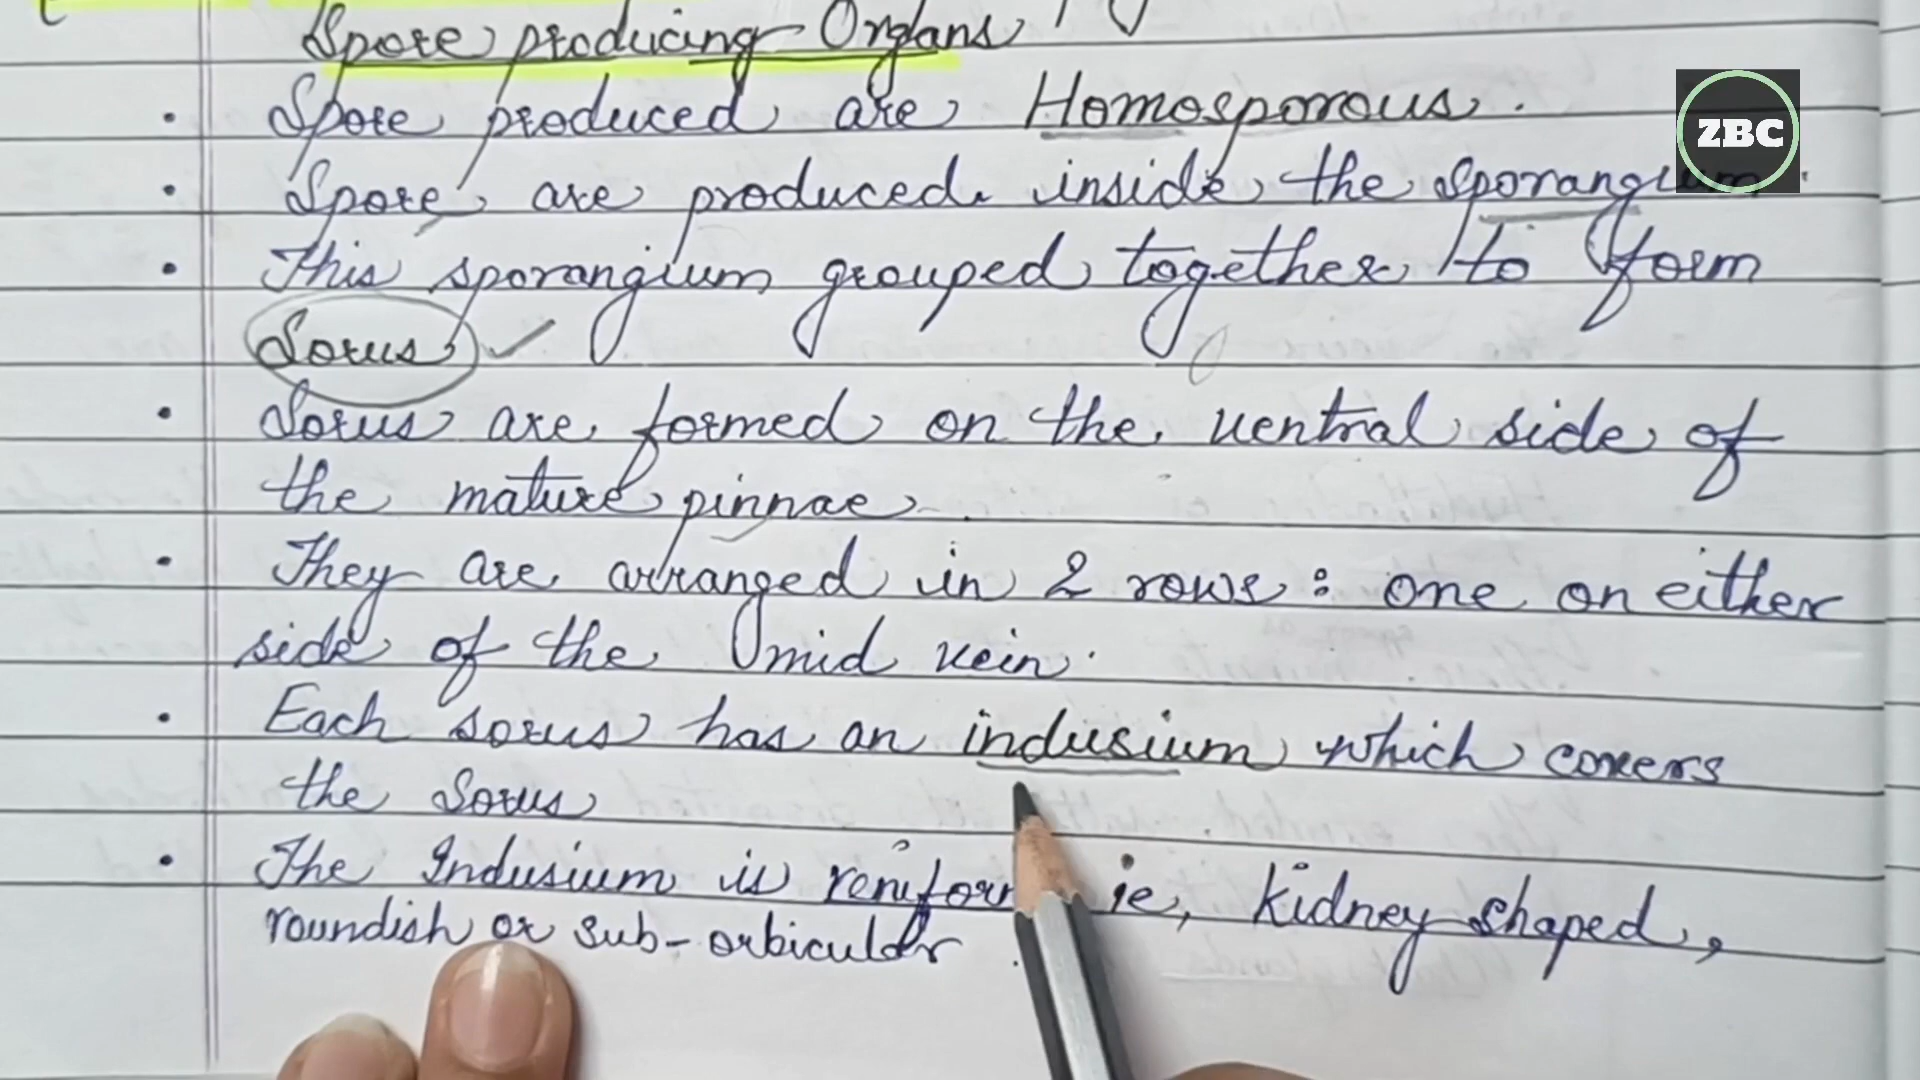 Spore producing Organs
• Spore produced are Homosporous.
ZBC
• Spore are produced inside the sporangium.
• This sporangium grouped together to form
Sorus
• Sorus are formed on the ventral side of
the mature pinnae.
• They are arranged in 2 rows: one on either
side of the mid vein.
• Each sorus has an indusium which covers
the Sorus
• The Indusium is reniform ie, kidney shaped,
roundish or sub-orbicular